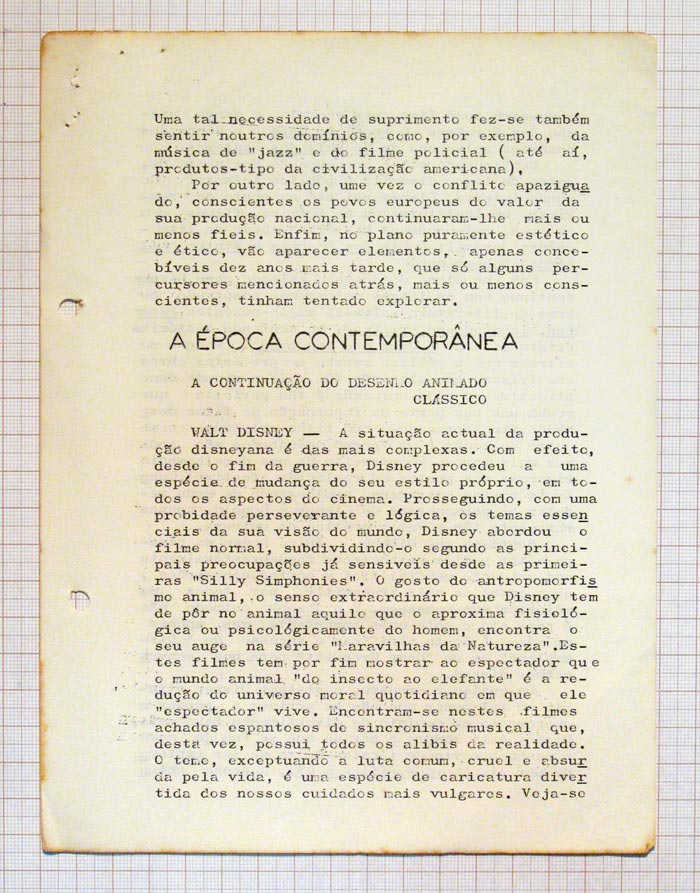 Uma tal necessidade de suprimento fez-se também
sentir noutros domínios, como, por exemplo, da
música de "jazz" e do filme policial ( até aí,
produtos-tipo da civilização americana),
Por outro lado, ume vez o conflito apazigua
do, conscientes os povos europeus do valor da
sua produção nacional, continuaram-lhe mais ou
menos fieis. Enfim, no plano puramente estético
e ético, vão aparecer elementos, apenas conce-
bíveis dez anos mais tarde, que só alguns per-
cursores mencionados atrás, mais ou menos cons-
cientes, tinham tentado explorar.
A ÉPOCA CONTEMPORÂNEA
A CONTINUAÇÃO DO DESENHO ANIMADO
CLÁSSICO
WALT DISNEY — A situação actual da produ-
ção disneyana é das mais complexas. Com efeito,
desde o fim da guerra, Disney procedeu a uma
espécie de mudança do seu estilo próprio, em to-
dos os aspectos do cinema. Prosseguindo, com uma
probidade perseverante e lógica, os temas essen
ciais da sua visão do mundo, Disney abordou o
filme normal, subdividindo-o segundo as princi-
pais preocupações já sensiveis desde as primei-
ras "Silly Simphonies". O gosto do antropomorfis
mo animal, o senso extraordinário que Disney tem
de pôr no animal aquilo que o aproxima fisioló-
gica ou psicológicamente do homem, encontra o
seu auge na série "Maravilhas da Natureza".Es-
tes filmes tem por fim mostrar ao espectador que
o mundo animal "do insecto ao elefante" é a re-
dução do universo moral quotidiano em que ele
"espectador" vive. Encontram-se nestes filmes
achados espantosos de sincronismo musical que,
desta vez, possui todos os alibis da realidade.
O tema, exceptuando a luta comum, cruel e absur
da pela vida, é uma espécie de caricatura diver
tida dos nossos cuidados mais vulgares. Veja-se